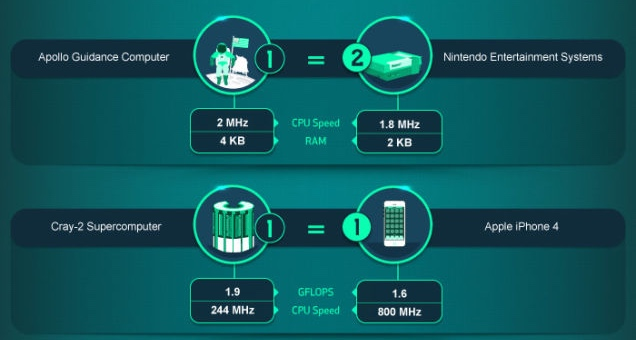 Apollo Guidance Computer 1 = 2 Nintendo Entertainment Systems
2 MHz CPU Speed 1.8 MHz
4 KB RAM 2 KB
Cray-2 Supercomputer 1 = 1 Apple iPhone 4
1.9 GFLOPS 1.6
244 MHz CPU Speed 800 MHz